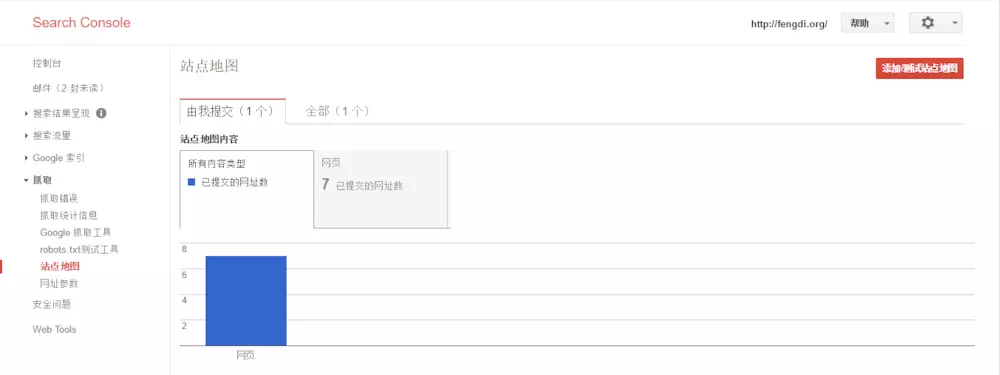 Search Console
http://fengdi.org/
帮助
控制台
邮件（2 封未读）
搜索结果呈现
搜索流量
Google 索引
抓取
抓取错误
抓取统计信息
Google 抓取工具
robots.txt测试工具
站点地图
网址参数
安全问题
Web Tools
站点地图
添加/测试站点地图
由我提交（1 个）
全部（1 个）
站点地图内容
所有内容类型
已提交的网址数
网页
7 已提交的网址数
8
6
4
2
网页